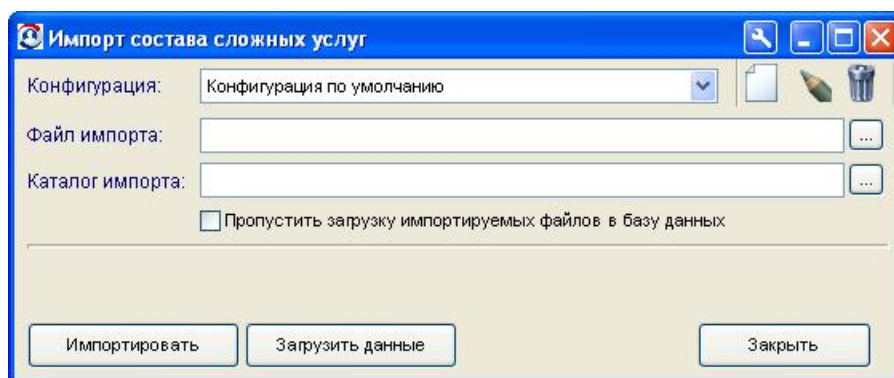 Импорт состава сложных услуг
Конфигурация:
Конфигурация по умолчанию
Файл импорта:
...
Каталог импорта:
...
Пропустить загрузку импортируемых файлов в базу данных
Импортировать
Загрузить данные
Закрыть